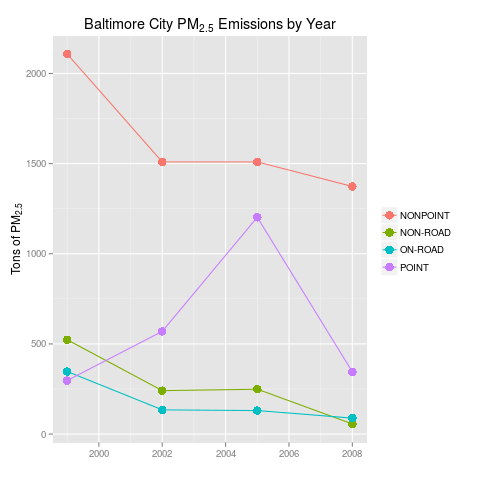 Baltimore City PM2.5 Emissions by Year
Tons of PM2.5
2000
1500
1000
500
0
2000 2002 2004 2006 2008
NONPOINT
NON-ROAD
ON-ROAD
POINT